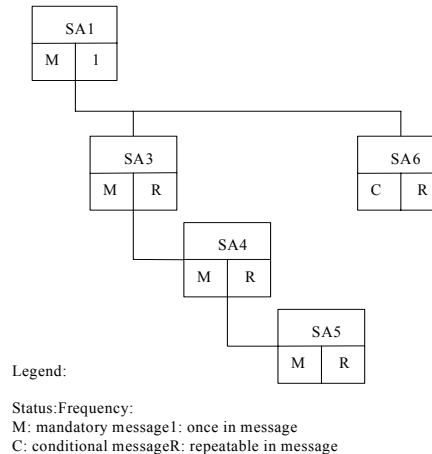 SA1
M 1
SA3 SA6
M R C R
SA4
M R
SA5
M R
Legend:
Status:Frequency:
M: mandatory message1: once in message
C: conditional messageR: repeatable in message